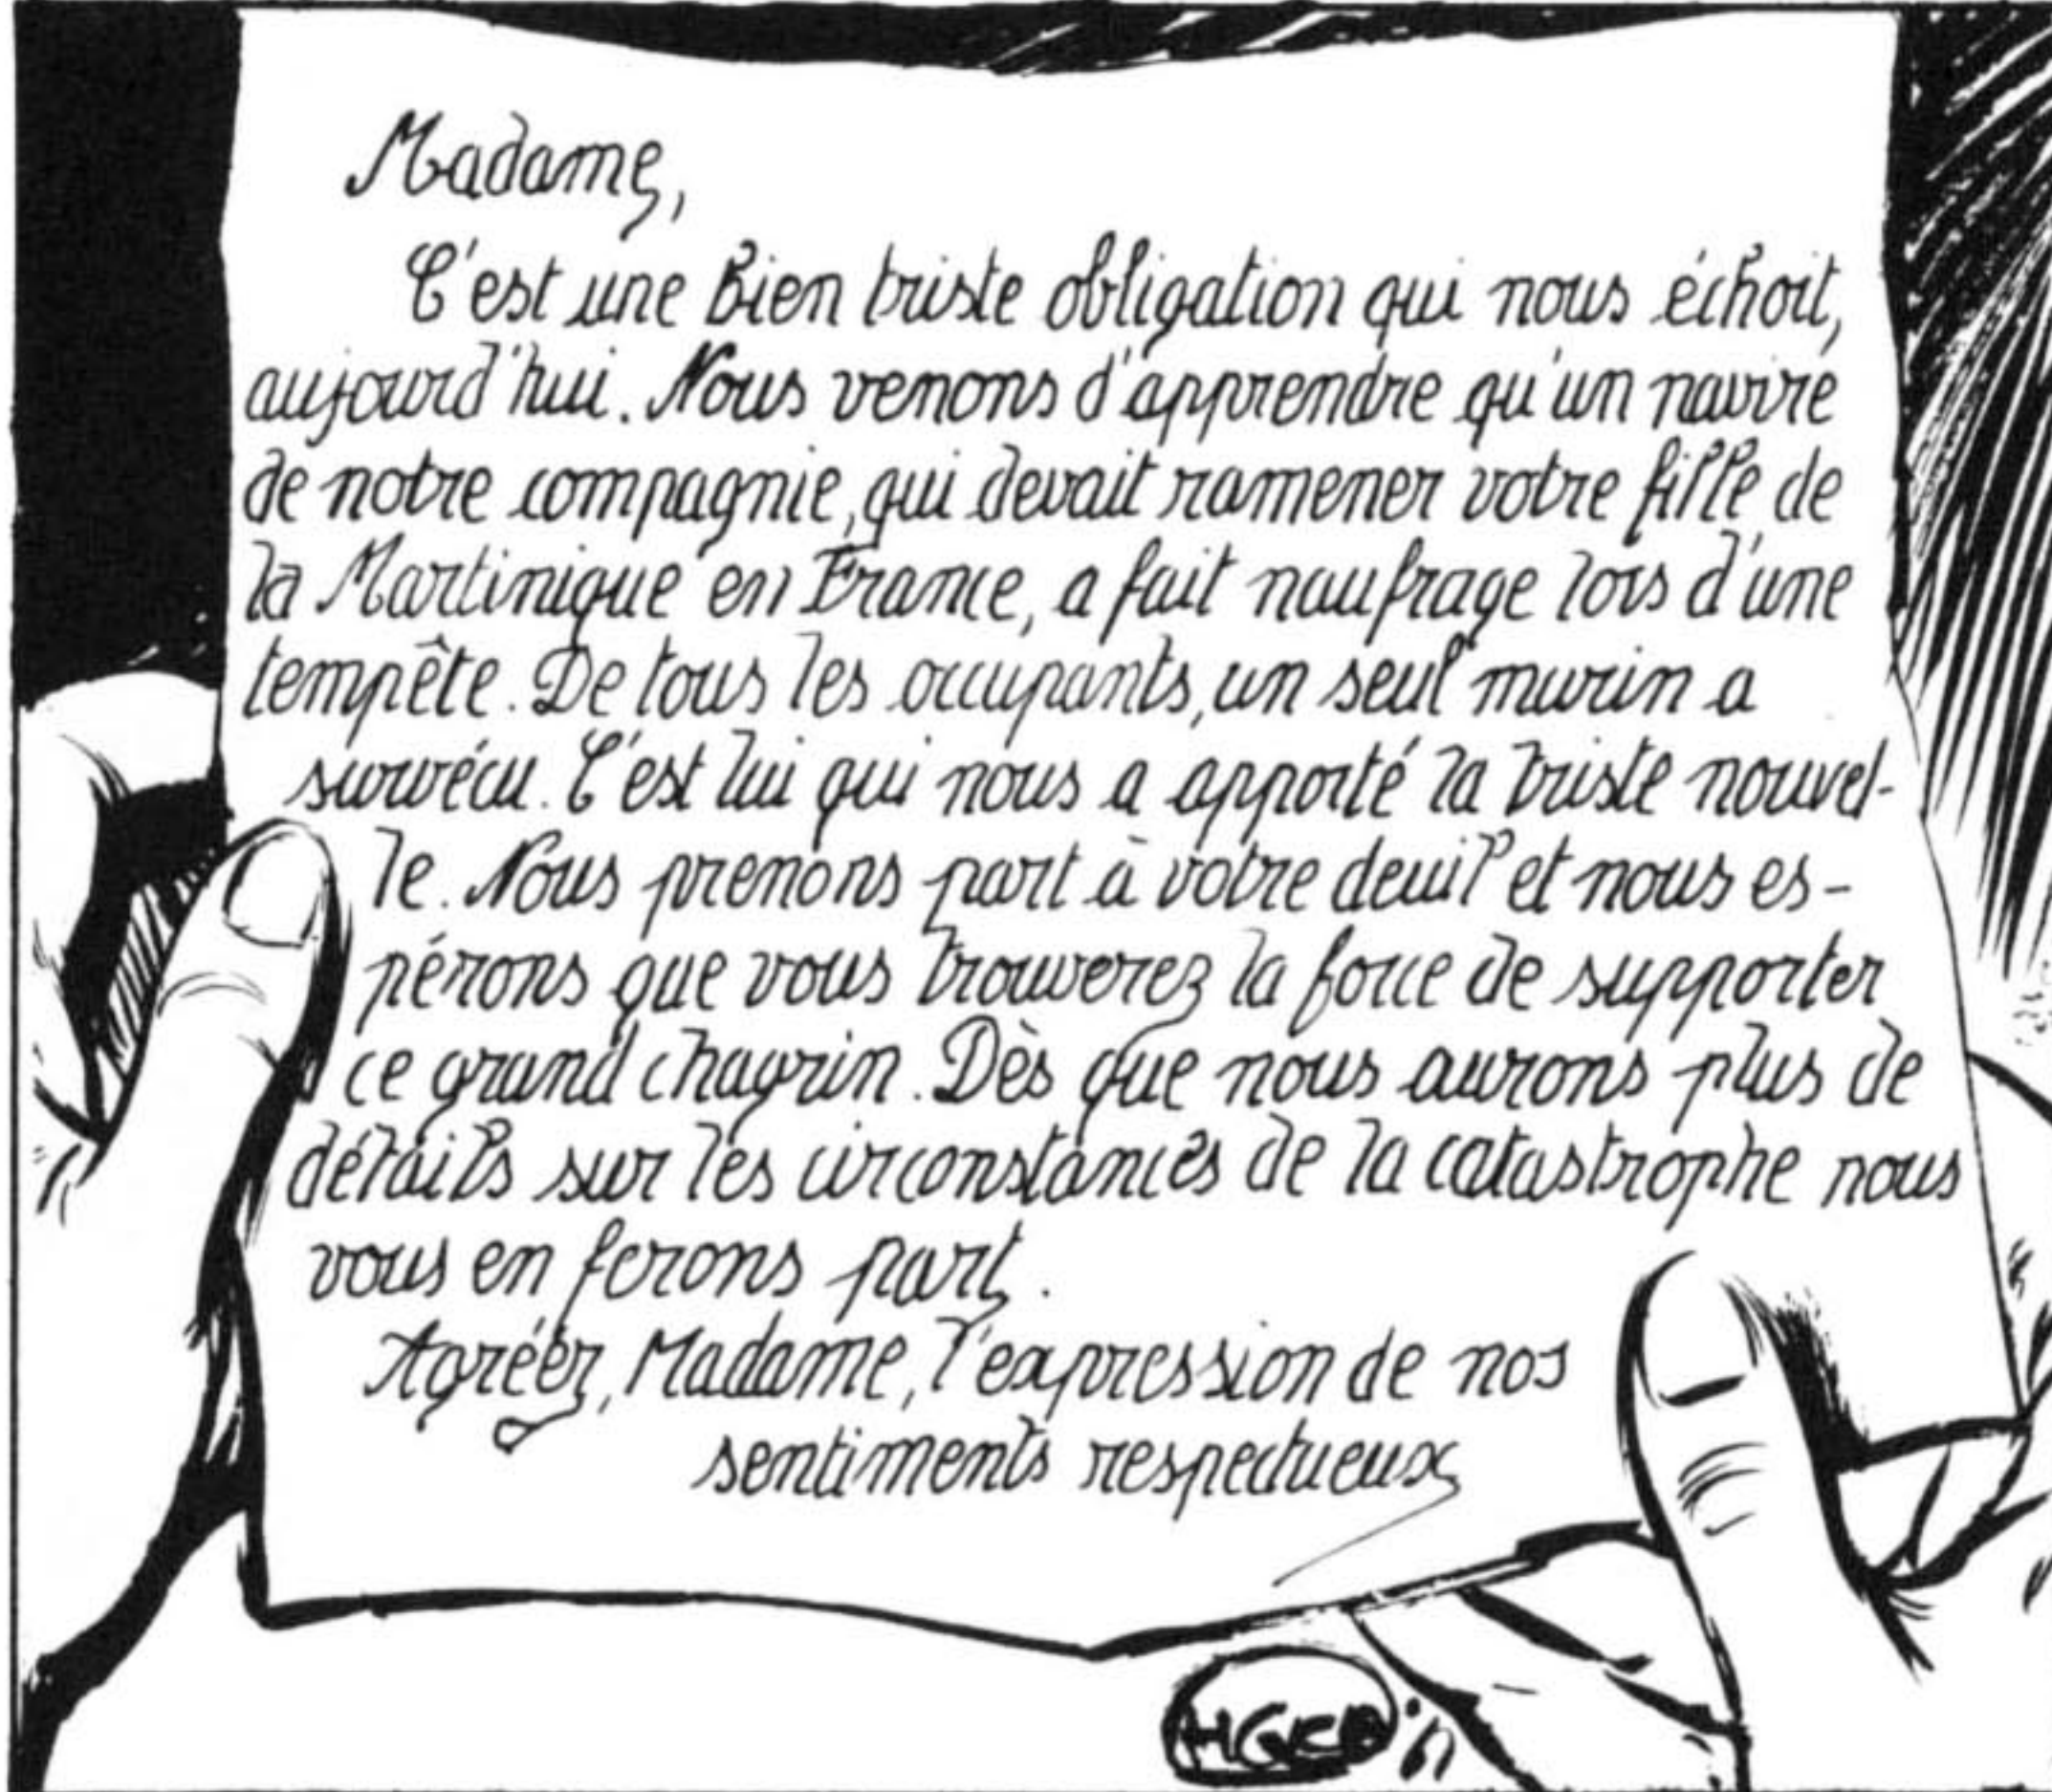 Madame,
C'est une bien triste obligation qui nous échoit,
aujourd'hui. Nous venons d'apprendre qu'un navire
de notre compagnie, qui devait ramener votre fille de
la Martinique en France, a fait naufrage lors d'une
tempête. De tous les occupants, un seul marin a
survécu. C'est lui qui nous a apporté la triste nouvel-
le. Nous prenons part à votre deuil et nous es-
pérons que vous trouverez la force de supporter
ce grand chagrin. Dès que nous aurons plus de
détails sur les circonstances de la catastrophe nous
vous en ferons part.
Agréez, Madame, l'expression de nos
sentiments respectueux